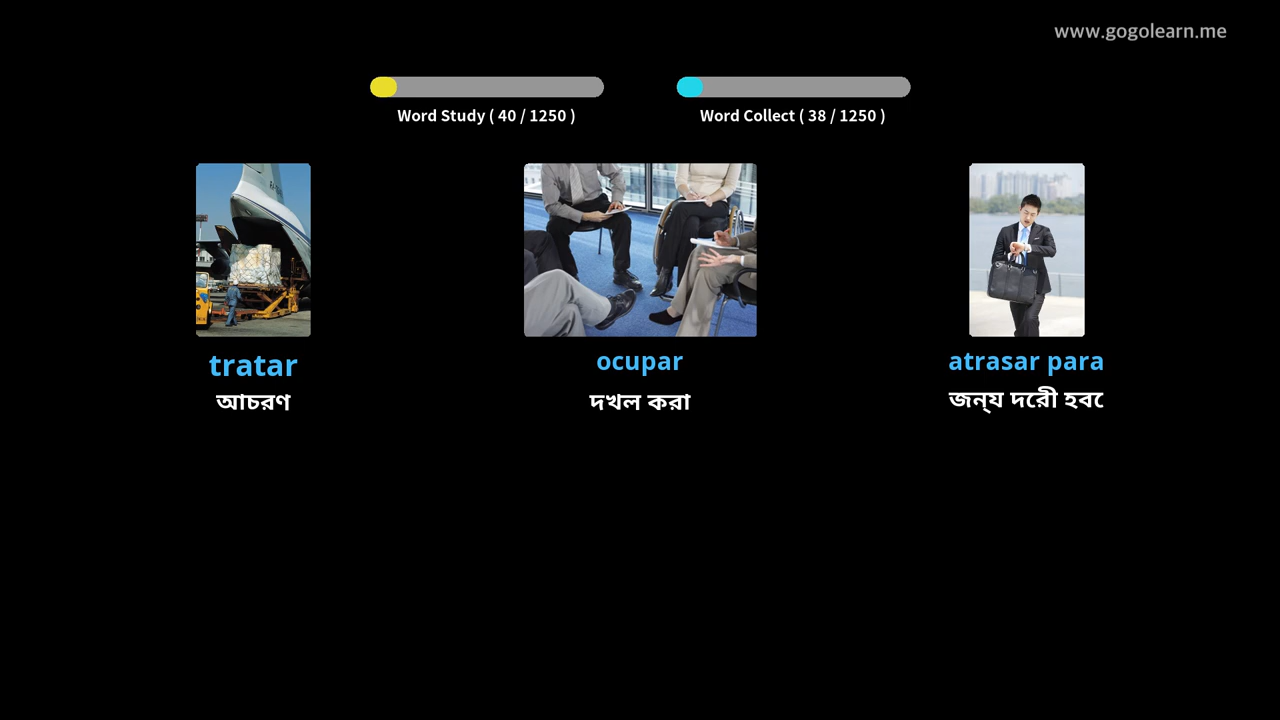 www.gogolearn.me
Word Study ( 40 / 1250 )
Word Collect ( 38 / 1250 )
tratar
ocupar
atrasar para
আচরণ
দখল করা
জন্য দেরী হবে